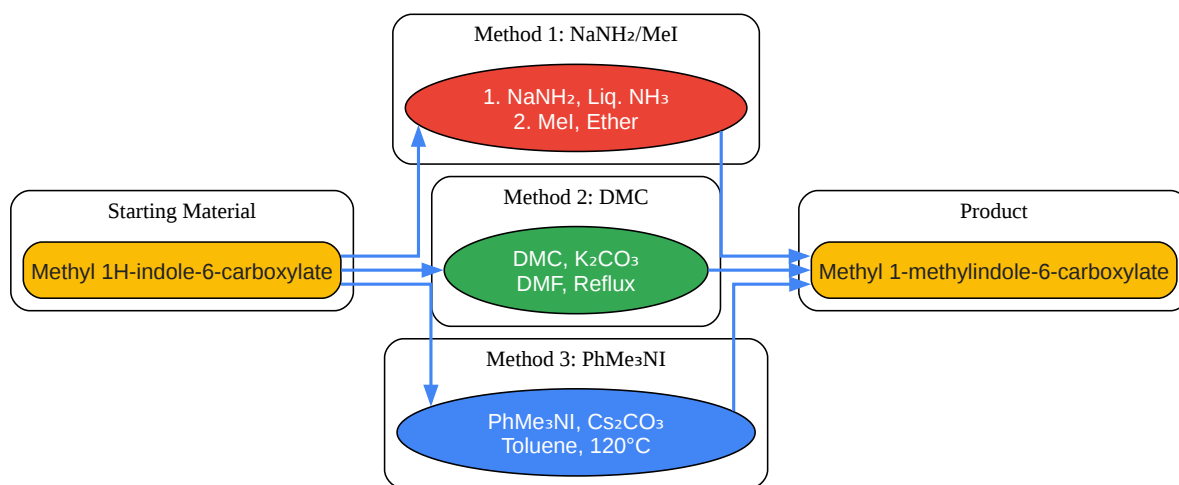 Method 1: NaNH₂/MeI
1. NaNH₂, Liq. NH₃
2. MeI, Ether
Starting Material
Methyl 1H-indole-6-carboxylate
Method 2: DMC
DMC, K₂CO₃
DMF, Reflux
Product
Methyl 1-methylindole-6-carboxylate
Method 3: PhMe₃NI
PhMe₃NI, Cs₂CO₃
Toluene, 120°C